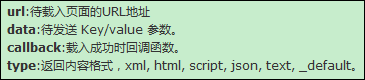 url:待载入页面的URL地址
data:待发送 Key/value 参数。
callback:载入成功时回调函数。
type:返回内容格式，xml, html, script, json, text, _default。